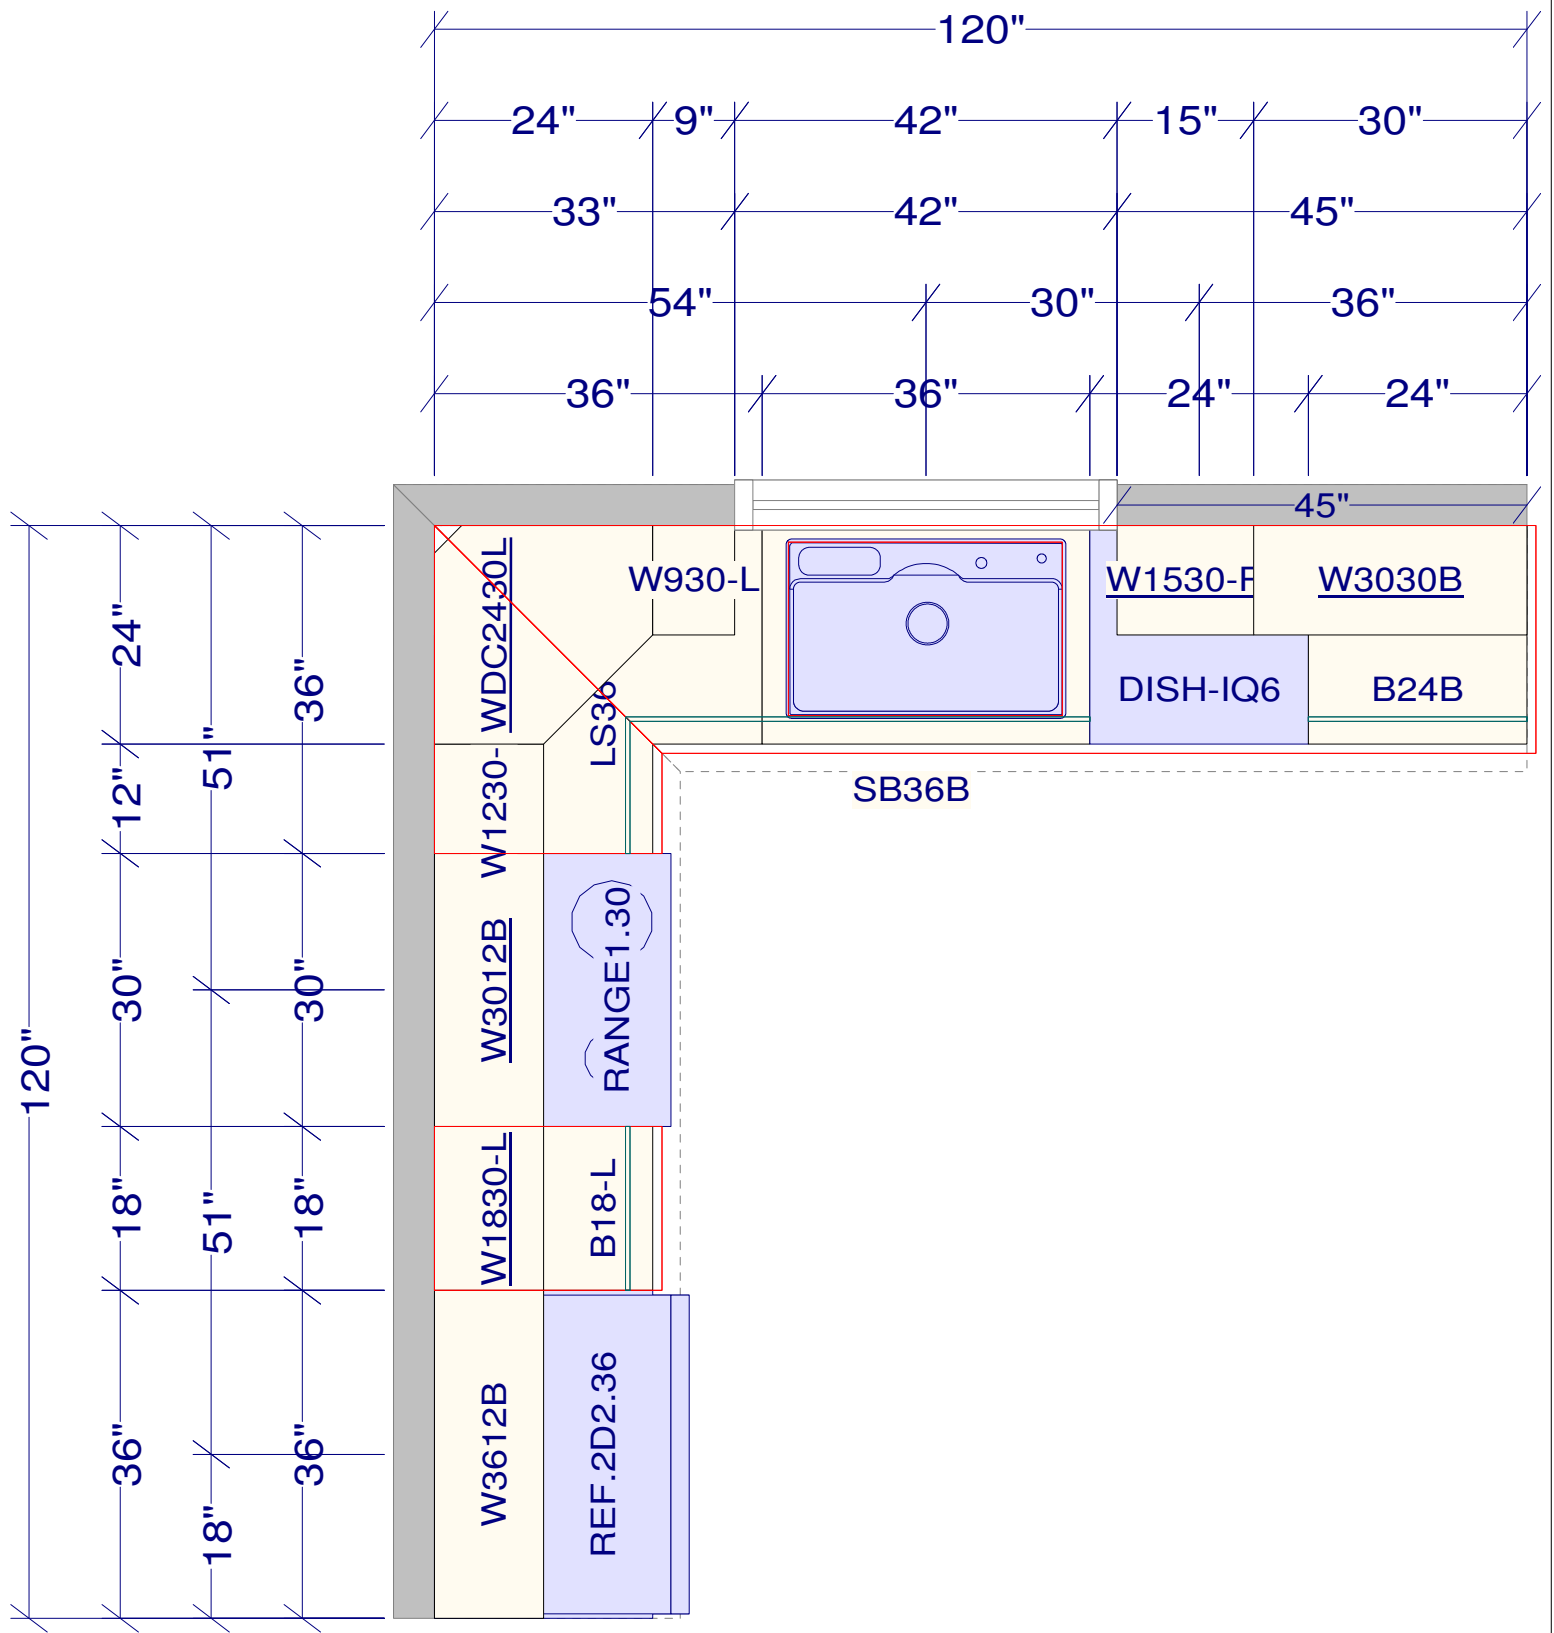 120"
24" 9" 42" 15" 30"
33" 42" 45"
54" 30" 36"
36" 36" 24" 24"
45"
WDC2430L
W930-L
W1530-
W3030B
LS36
DISH-IQ6
B24B
SB36B
W1230-
W3012B
RANGE1.30
W1830-L
B18-L
W3612B
REF.2D2.36
120"
24"
12"
30"
18"
36"
51"
51"
18"
36"
30"
18"
36"